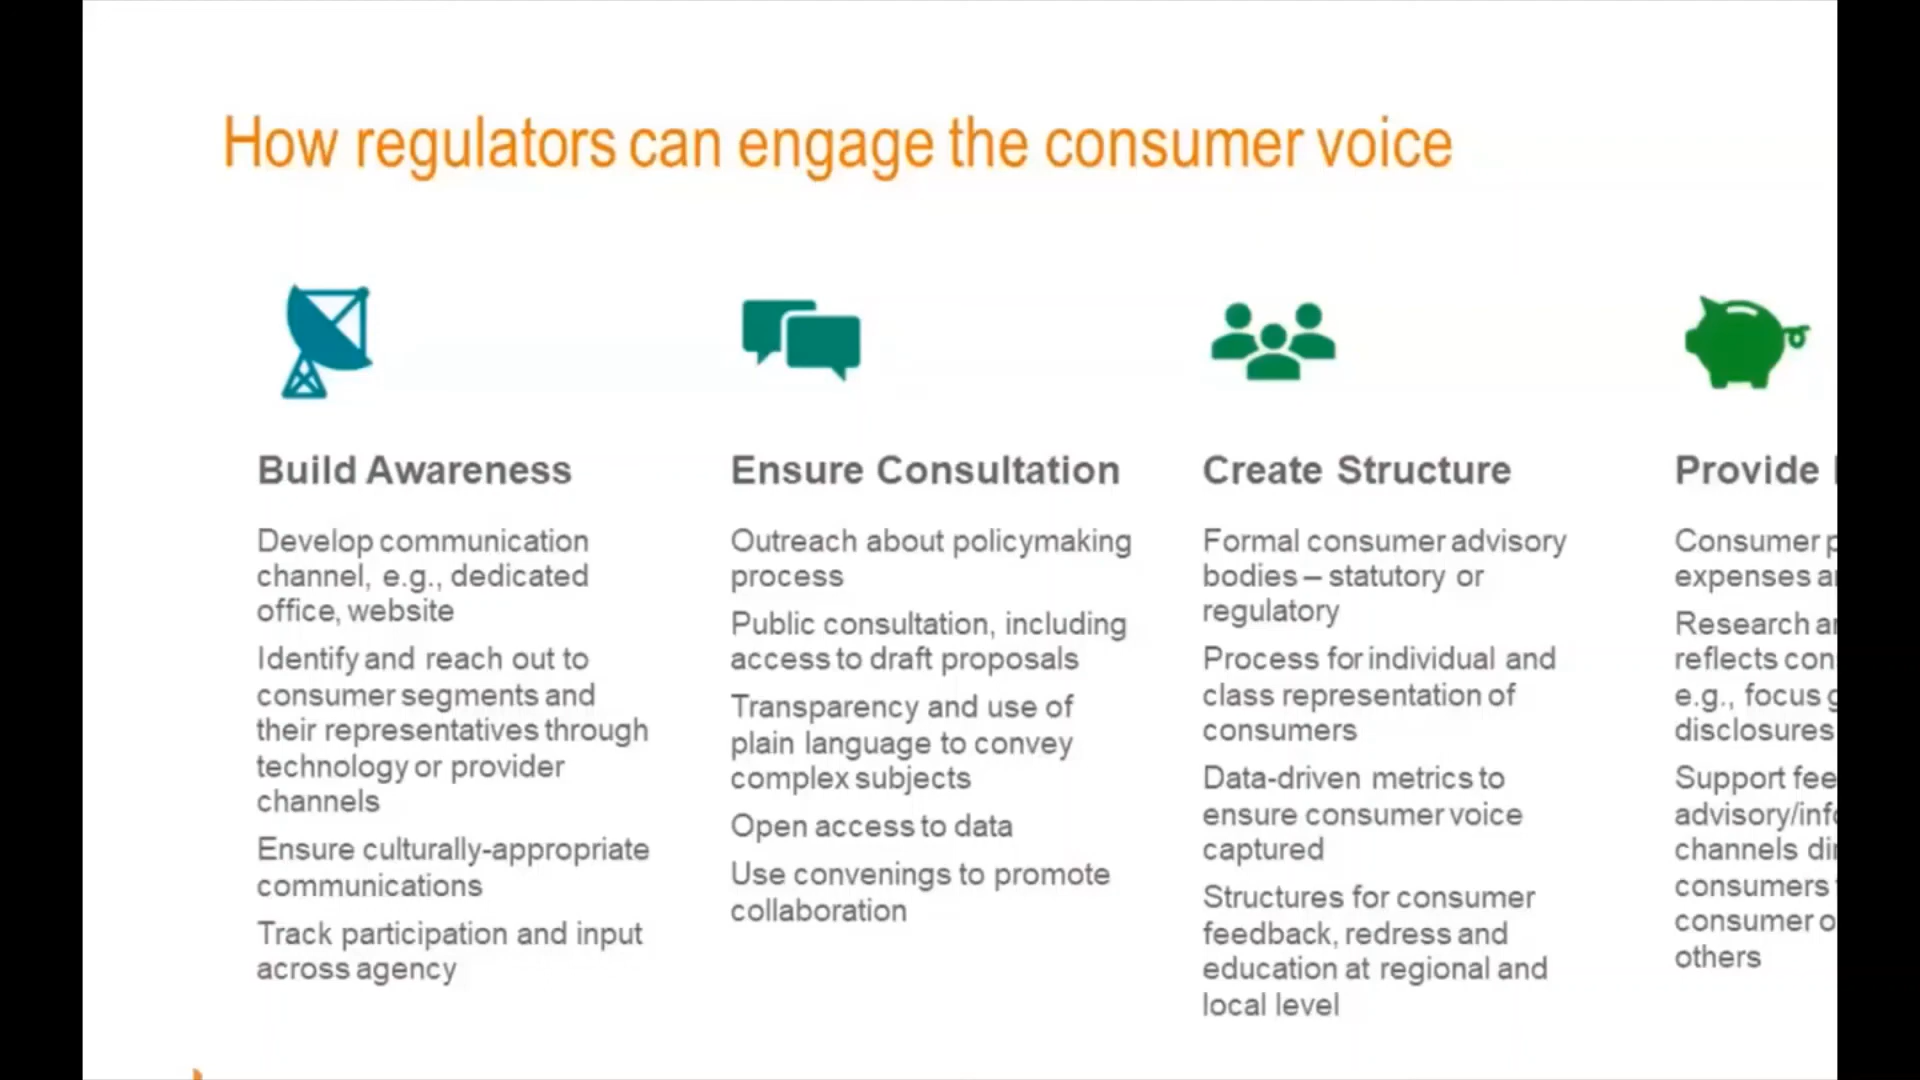 How regulators can engage the consumer voice
Build Awareness
Develop communication
channel, e.g., dedicated
office, website
Identify and reach out to
consumer segments and
their representatives through
technology or provider
channels
Ensure culturally-appropriate
communications
Track participation and input
across agency
Ensure Consultation
Outreach about policymaking
process
Public consultation, including
access to draft proposals
Transparency and use of
plain language to convey
complex subjects
Open access to data
Use convenings to promote
collaboration
Create Structure
Formal consumer advisory
bodies – statutory or
regulatory
Process for individual and
class representation of
consumers
Data-driven metrics to
ensure consumer voice
captured
Structures for consumer
feedback, redress and
education at regional and
local level
Provide
Consumer
expenses
Research
reflects
e.g., focus
disclosures
Support
channels
consumers
consumer
others